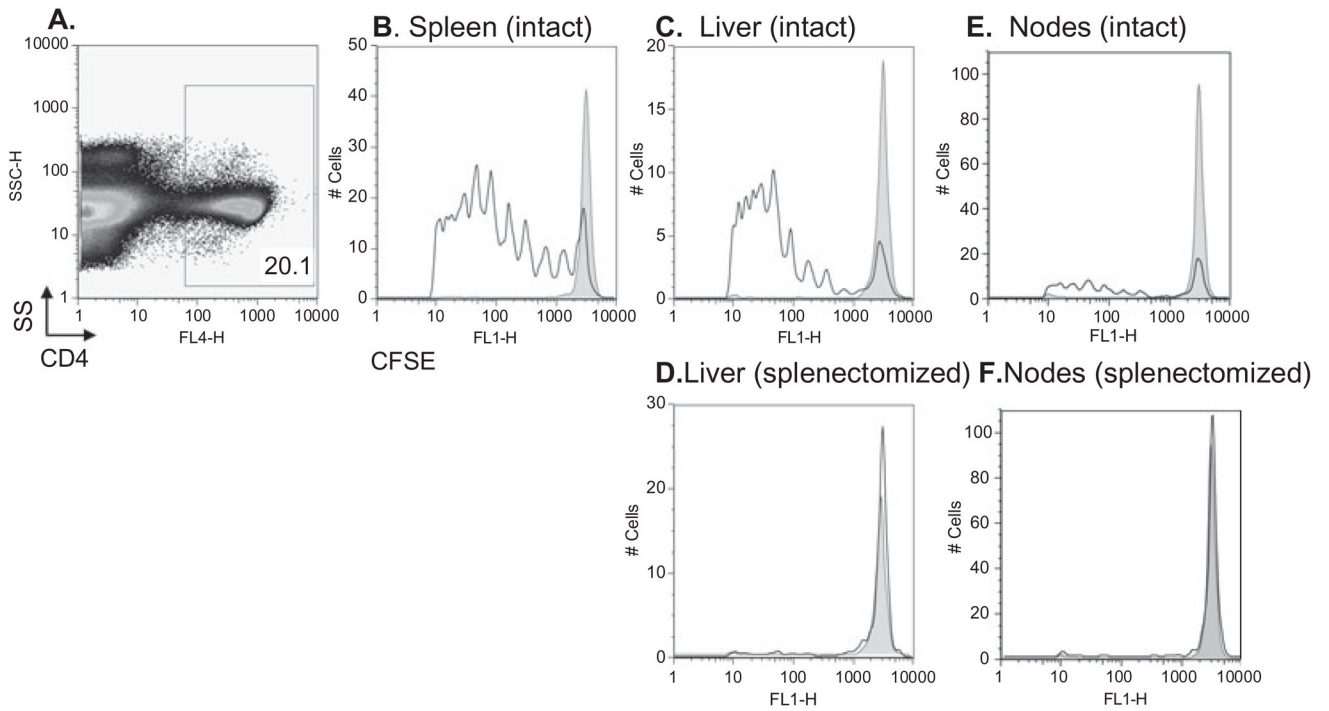 A.
10000
1000
100
10
1
SSC-H
20.1
1 10 100 1000 10000
FL4-H
SS
CD4
B. Spleen (intact)
50
40
30
20
10
0
# Cells
1 10 100 1000 10000
FL1-H
CFSE
C. Liver (intact)
20
15
10
5
0
# Cells
1 10 100 1000 10000
FL1-H
E. Nodes (intact)
100
80
60
40
20
0
# Cells
1 10 100 1000 10000
FL1-H
D.Liver (splenectomized)
30
20
10
0
# Cells
1 10 100 1000 10000
FL1-H
F.Nodes (splenectomized)
100
80
60
40
20
0
# Cells
1 10 100 1000 10000
FL1-H